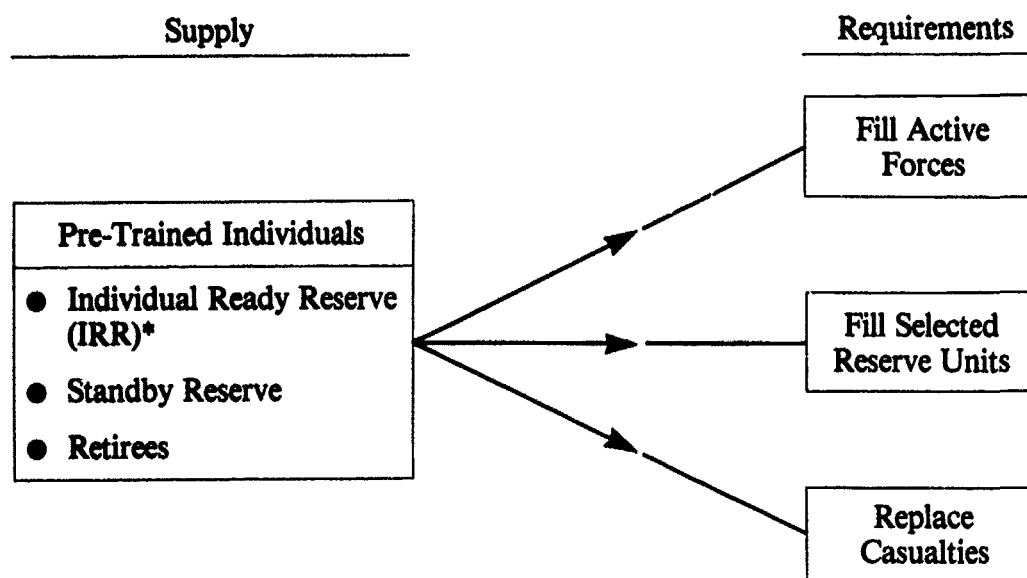 Supply
Requirements
Pre-Trained Individuals
● Individual Ready Reserve
(IRR)*
● Standby Reserve
● Retirees
Fill Active
Forces
Fill Selected
Reserve Units
Replace
Casualties